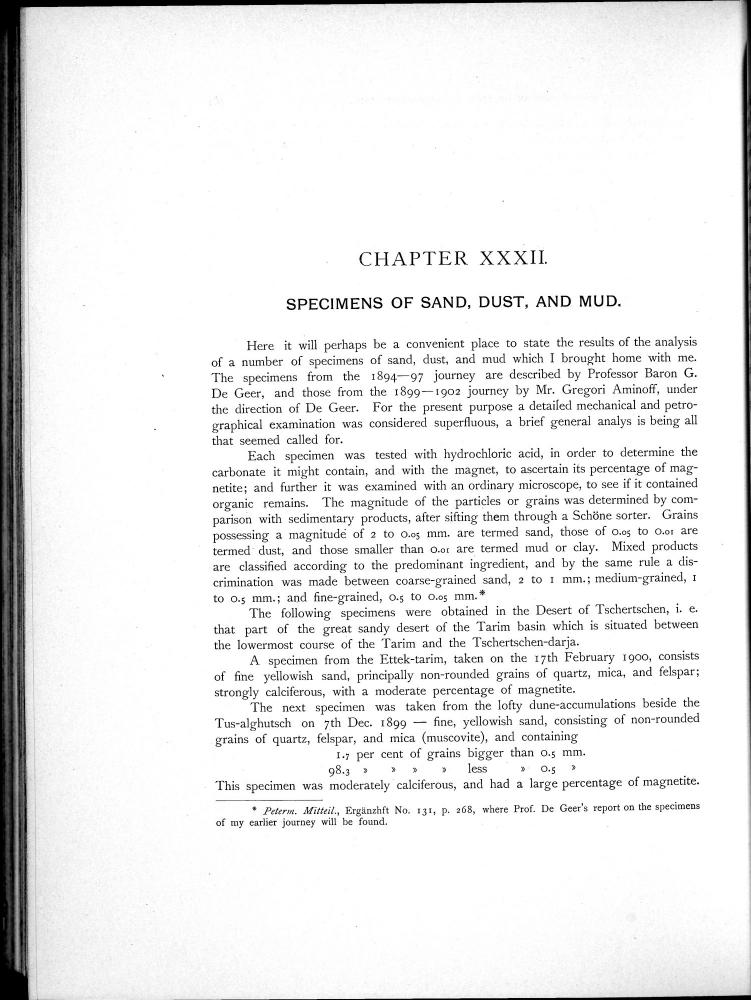 CHAPTER XXXII.
SPECIMENS OF SAND, DUST, AND MUD.
Here it will perhaps be a convenient place to state the results of the analysis
of a number of specimens of sand, dust, and mud which I brought home with me.
The specimens from the 1894—97 journey are described by Professor Baron G.
De Geer, and those from the 1899—1902 journey by Mr. Gregori Aminoff, under
the direction of De Geer. For the present purpose a detailed mechanical and petro-
graphical examination was considered superfluous, a brief general analys is being all
that seemed called for.
Each specimen was tested with hydrochloric acid, in order to determine the
carbonate it might contain, and with the magnet, to ascertain its percentage of mag-
netite; and further it was examined with an ordinary microscope, to see if it contained
organic remains. The magnitude of the particles or grains was determined by com-
parison with sedimentary products, after sifting them through a Schöne sorter. Grains
possessing a magnitude of 2 to 0.05 mm. are termed sand, those of 0.05 to 0.01 are
termed dust, and those smaller than 0.01 are termed mud or clay. Mixed products
are classified according to the predominant ingredient, and by the same rule a dis-
crimination was made between coarse-grained sand, 2 to 1 mm.; medium-grained, 1
to 0.5 mm.; and fine-grained, 0.5 to 0.05 mm.*
The following specimens were obtained in the Desert of Tschertschen, i. e.
that part of the great sandy desert of the Tarim basin which is situated between
the lowermost course of the Tarim and the Tschertschen-darja.
A specimen from the Ettek-tarim, taken on the 17th February 1900, consists
of fine yellowish sand, principally non-rounded grains of quartz, mica, and felspar;
strongly calciferous, with a moderate percentage of magnetite.
The next specimen was taken from the lofty dune-accumulations beside the
Tus-alghutsch on 7th Dec. 1899 — fine, yellowish sand, consisting of non-rounded
grains of quartz, felspar, and mica (muscovite), and containing
1.7 per cent of grains bigger than 0.5 mm.
98.3 » » » » less » 0.5 »
This specimen was moderately calciferous, and had a large percentage of magnetite.
* Peterm. Mitteil., Ergänzhft No. 131, p. 268, where Prof. De Geer's report on the specimens
of my earlier journey will be found.